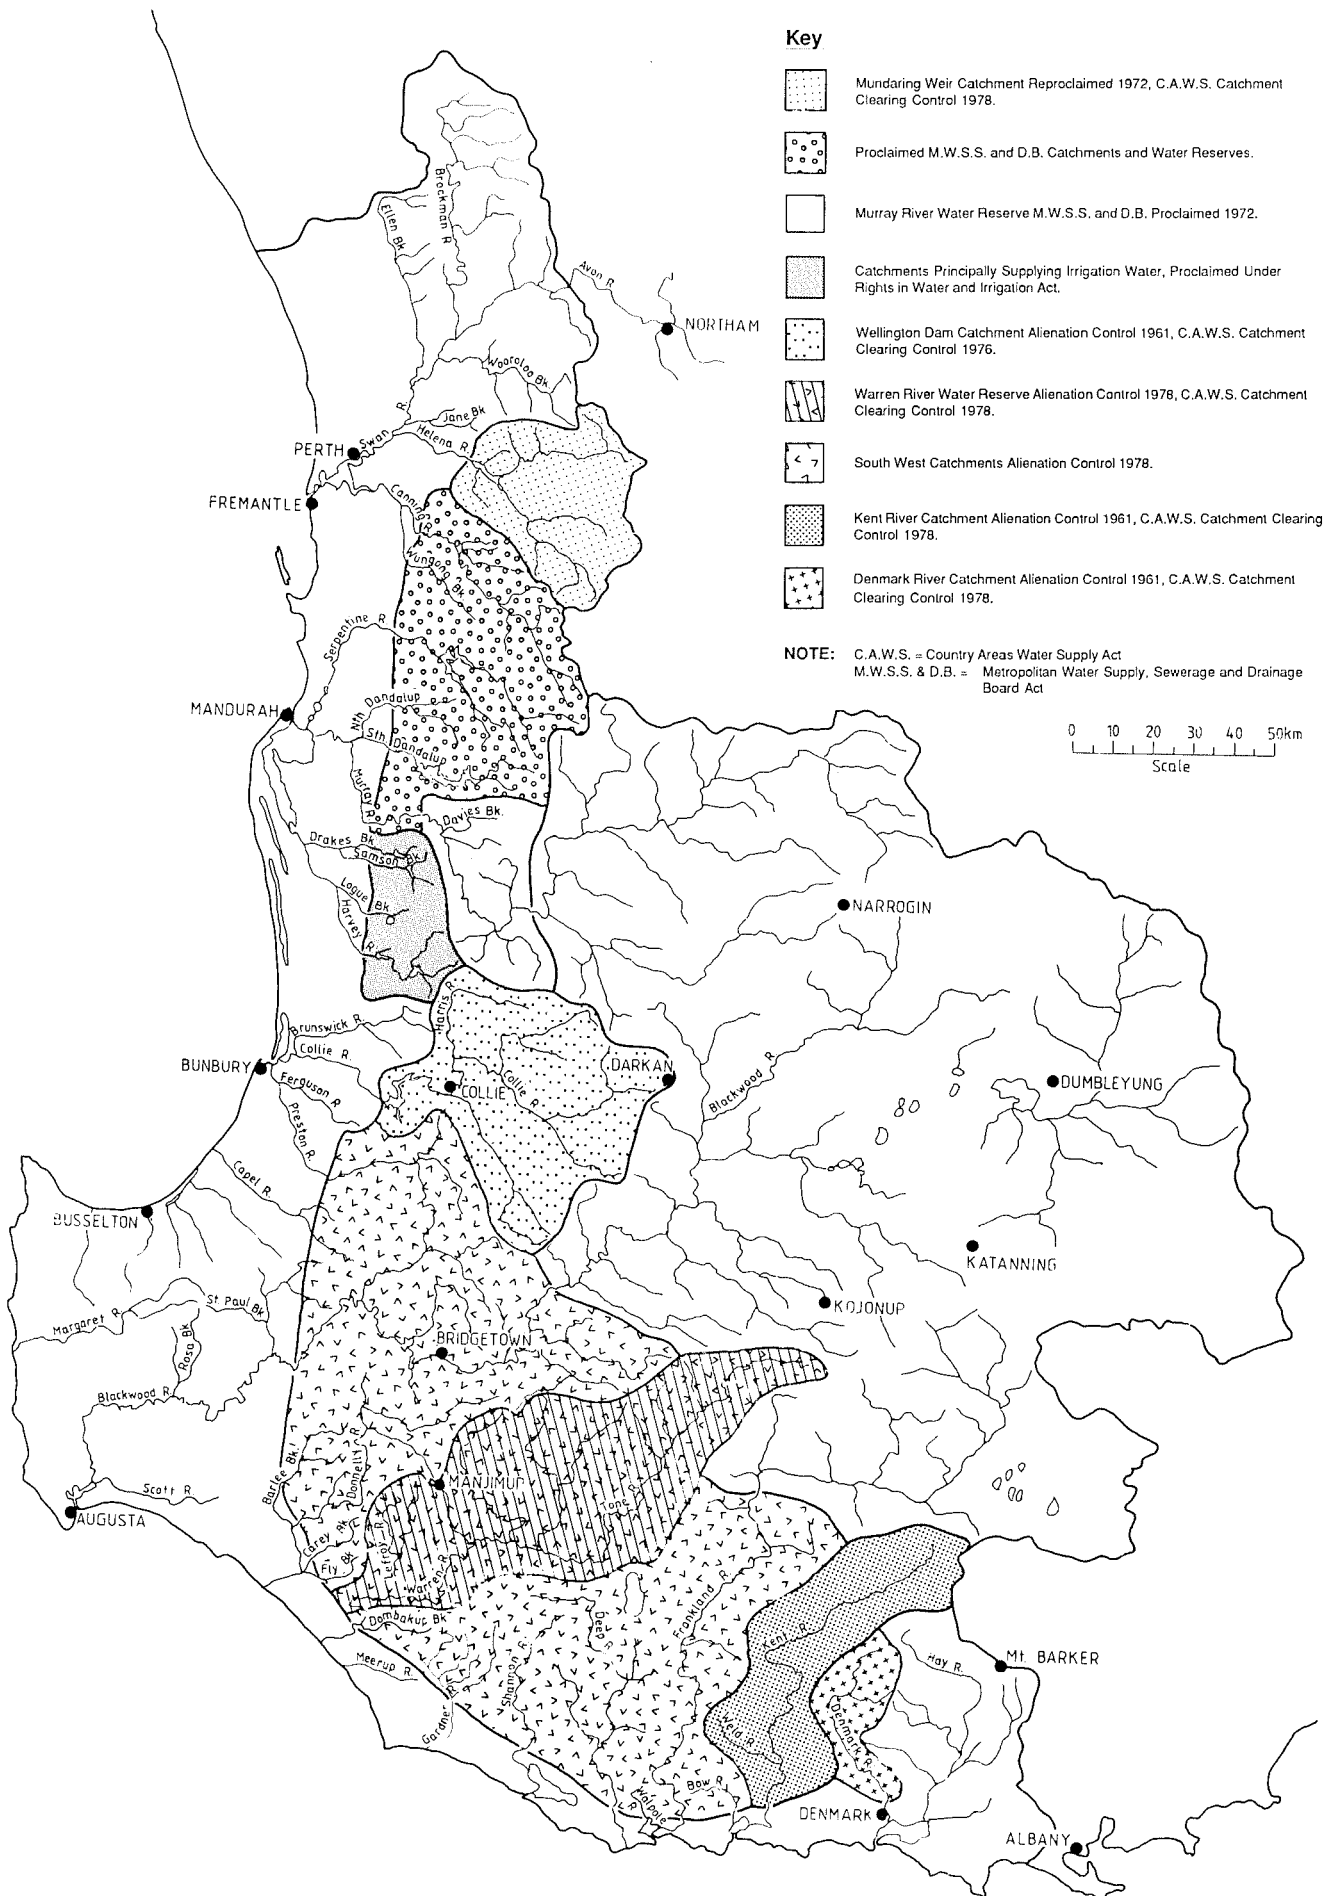 Key
Mundaring Weir Catchment Reproclaimed 1972, C.A.W.S. Catchment
Clearing Control 1978.
Proclaimed M.W.S.S. and D.B. Catchments and Water Reserves.
Murray River Water Reserve M.W.S.S. and D.B. Proclaimed 1972.
Catchments Principally Supplying Irrigation Water, Proclaimed Under
Rights in Water and Irrigation Act.
Wellington Dam Catchment Alienation Control 1961, C.A.W.S. Catchment
Clearing Control 1976.
Warren River Water Reserve Alienation Control 1978, C.A.W.S. Catchment
Clearing Control 1978.
South West Catchments Alienation Control 1978.
Kent River Catchment Alienation Control 1961, C.A.W.S. Catchment Clearing
Control 1978.
Denmark River Catchment Alienation Control 1961, C.A.W.S. Catchment
Clearing Control 1978.
NOTE: C.A.W.S. = Country Areas Water Supply Act
M.W.S.S. & D.B. = Metropolitan Water Supply, Sewerage and Drainage
Board Act
0 10 20 30 40 50km
Scale
Brockman R
Ellen Bk
Avon R
NORTHAM
Wooroloo Bk.
R.
Jane Bk
Swan
Helena R
PERTH
FREMANTLE
Canning R
Wungong Bk
Serpentine R
Nth Dandalup
MANDURAH
Sth. Dandalup
Murray R
Davies Bk.
Drakes Bk
Samson Bk
Logue Bk
Harvey R
NARROGIN
Harris R
Brunswick R.
Collie R.
BUNBURY
Ferguson R
Preston R.
COLLIE
Collie R
DARKAN
Blackwood R
DUMBLEYUNG
Capel R.
BUSSELTON
KATANNING
KOJONUP
Margaret R.
St. Paul Bk
Rosa Bk
BRIDGETOWN
Blackwood R
Barlee Bk
Donnelly R
MANJIMUP
Tone R
Scott R.
AUGUSTA
Carey Bk
Fly Bk
Lefroy R
Warren R
Dombakup Bk
Deep R
Frankland R
Kent R.
Meerup R.
Shannon R
Gardner R
Weld R
Denmark R
Hay R.
Mt. BARKER
Bow R
Walpole R
DENMARK
ALBANY